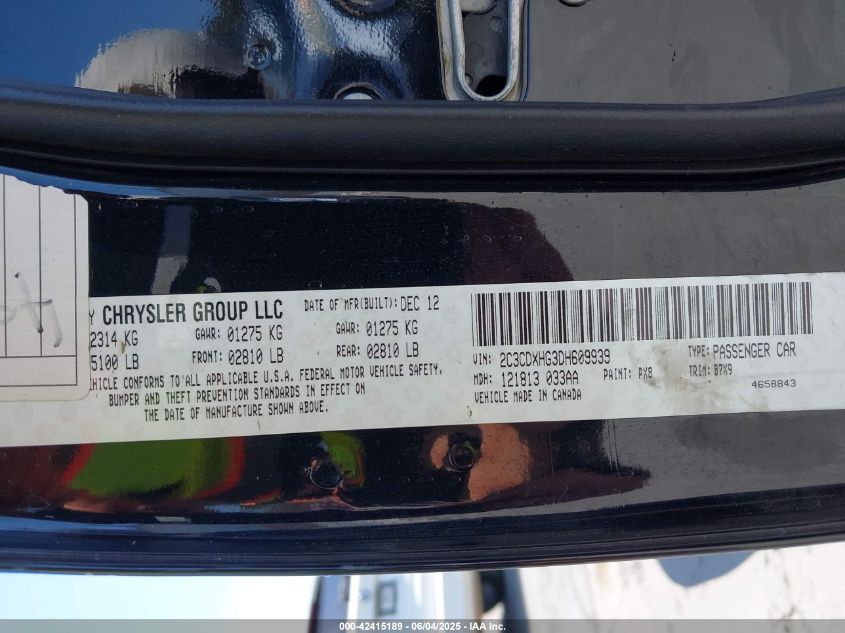 CHRYSLER GROUP LLC DATE OF MFR(BUILT): DEC 12
2314 KG GAWR: 01275 KG GAWR: 01275 KG
5100 LB FRONT: 02810 LB REAR: 02810 LB
CONFORMS TO ALL APPLICABLE U.S.A. FEDERAL MOTOR VEHICLE SAFETY,
BUMPER AND THEFT PREVENTION STANDARDS IN EFFECT ON
THE DATE OF MANUFACTURE SHOWN ABOVE.
VIN: 2C3CDXHG3DH609939 TYPE: PASSENGER CAR
MDH: 121813 033AA PAINT: PX8 TRIM: B7X9
VEHICLE MADE IN CANADA 4658843
000-42415189 - 06/04/2025 - IAA, Inc.